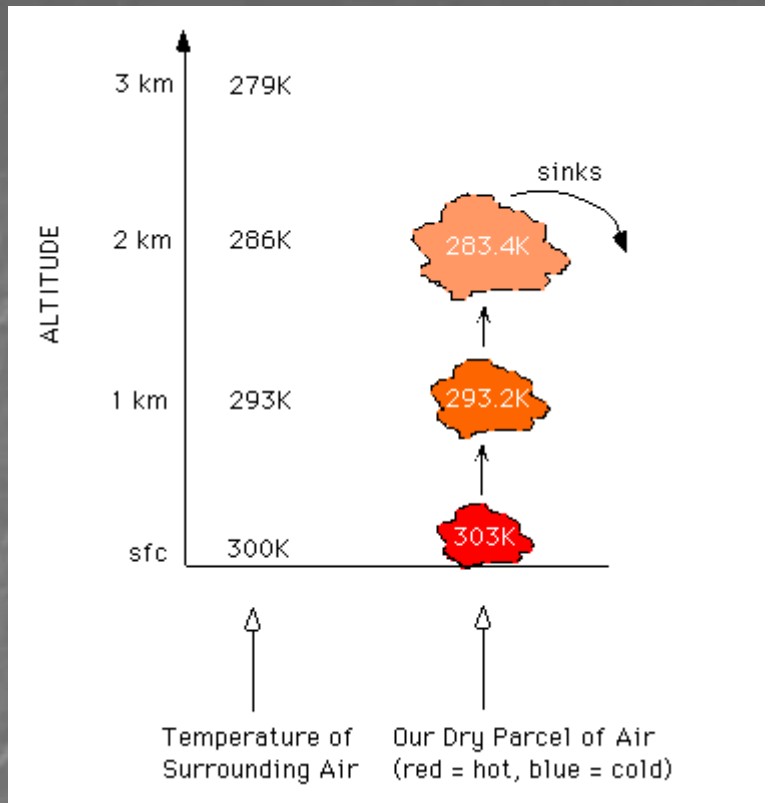 3 km 279K
sinks
2 km 286K 283.4K
ALTITUDE
1 km 293K 293.2K
sfc 300K 303K
Temperature of
Surrounding Air
Our Dry Parcel of Air
(red = hot, blue = cold)